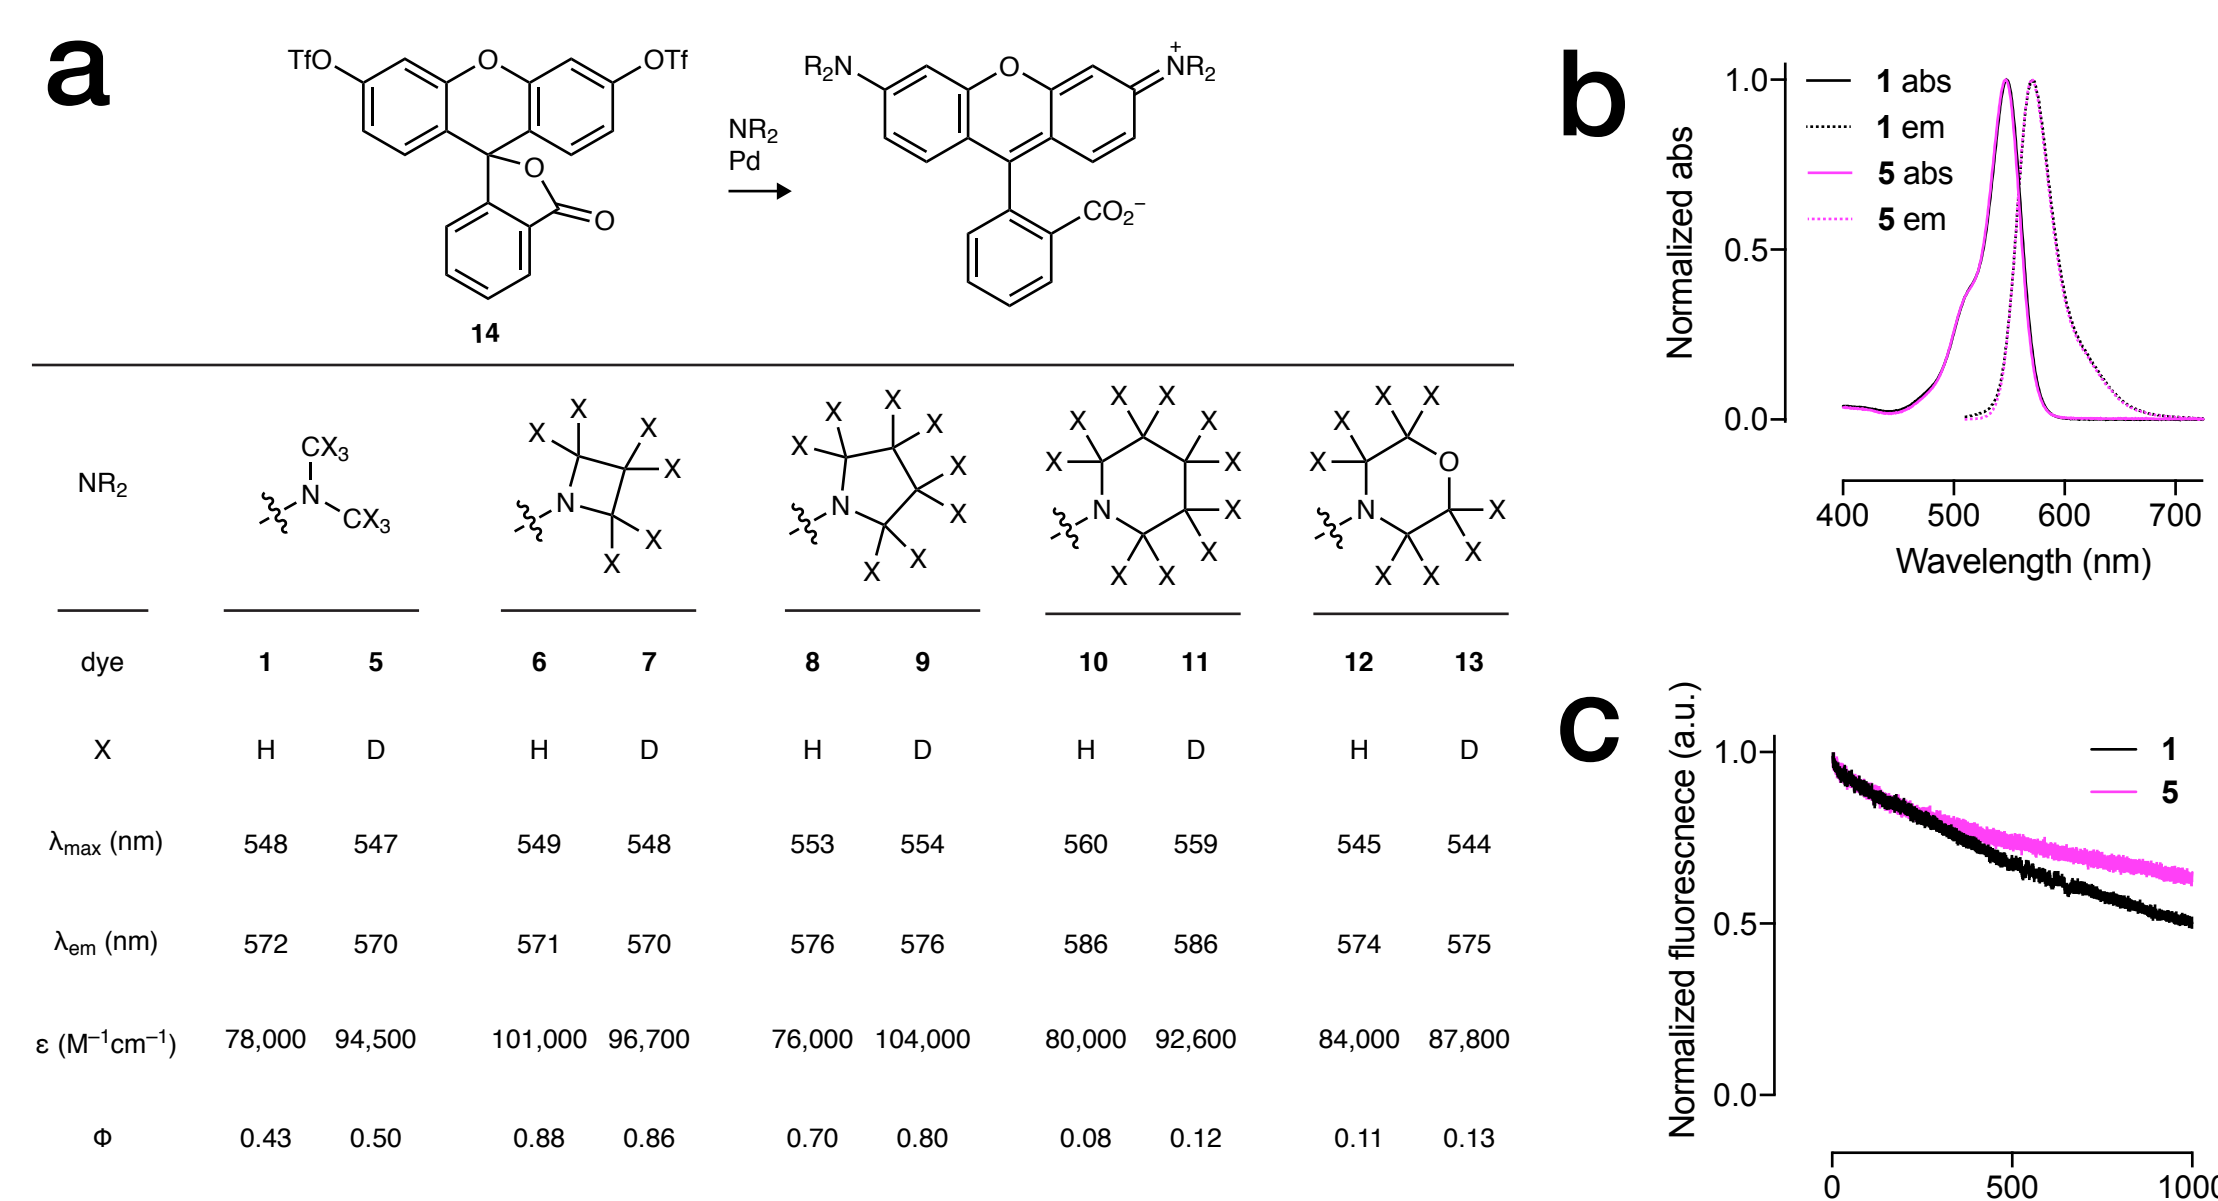 a
TfO O OTf
O
O
14
NR2
Pd
R2N O +NR2
CO2−
NR2
CX3
N
CX3
X
X X
N X
X
X
X
X X
X X
N X
X
X X
X X
X X
X X
N X
X
X X
X X
X O
X
N X
X
X X
dye 1 5 6 7 8 9 10 11 12 13
X H D H D H D H D H D
λmax (nm) 548 547 549 548 553 554 560 559 545 544
λem (nm) 572 570 571 570 576 576 586 586 574 575
ε (M−1cm−1) 78,000 94,500 101,000 96,700 76,000 104,000 80,000 92,600 84,000 87,800
Φ 0.43 0.50 0.88 0.86 0.70 0.80 0.08 0.12 0.11 0.13
b
Normalized abs
1.0
0.5
0.0
1 abs
1 em
5 abs
5 em
400 500 600 700
Wavelength (nm)
c
Normalized fluorescnece (a.u.)
1.0
0.5
0.0
1
5
0 500 1000